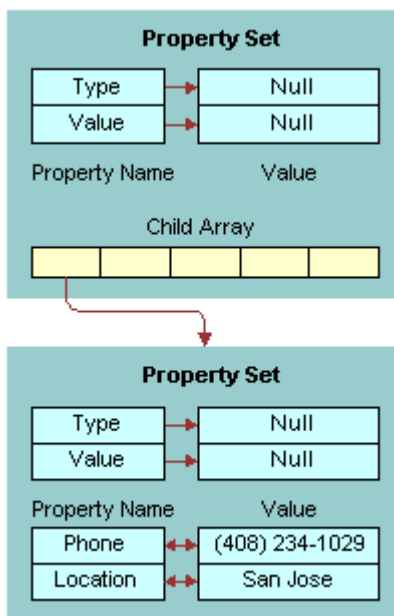 Property Set
Type Null
Value Null
Property Name Value
Child Array
Property Set
Type Null
Value Null
Property Name Value
Phone (408) 234-1029
Location San Jose